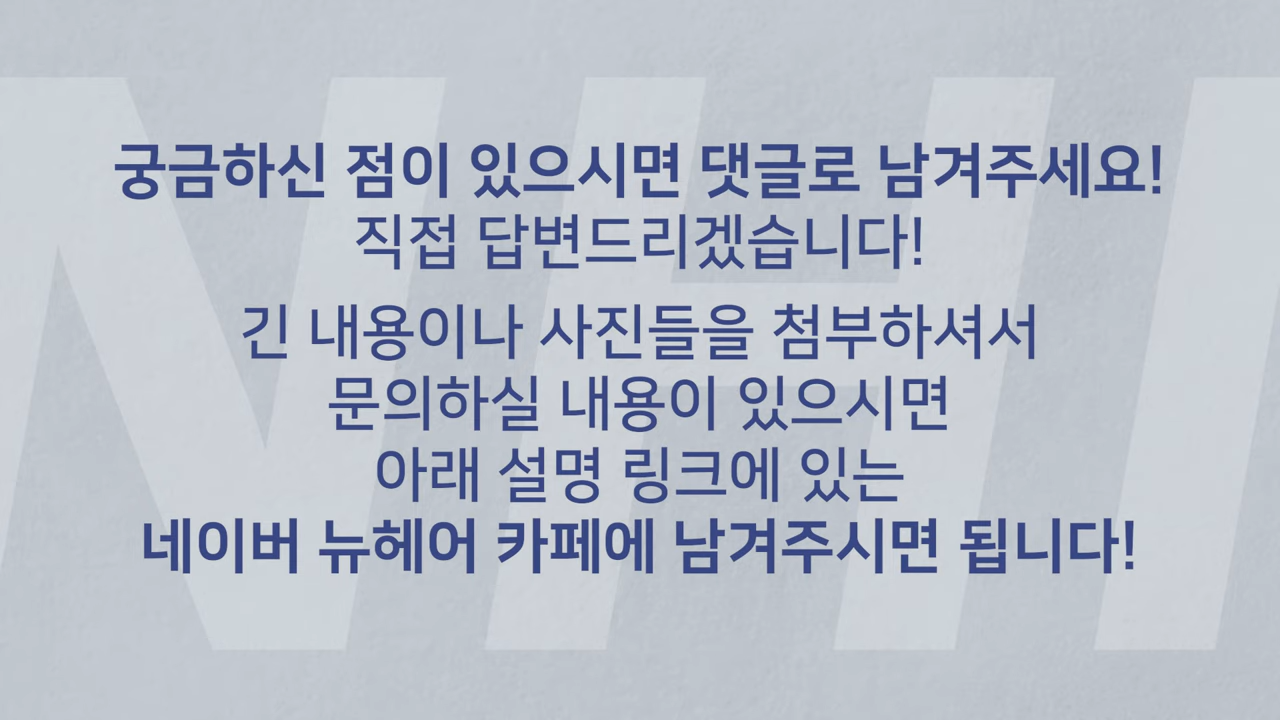 궁금하신 점이 있으시면 댓글로 남겨주세요!
직접 답변드리겠습니다!
긴 내용이나 사진들을 첨부하셔서
문의하실 내용이 있으시면
아래 설명 링크에 있는
네이버 뉴헤어 카페에 남겨주시면 됩니다!